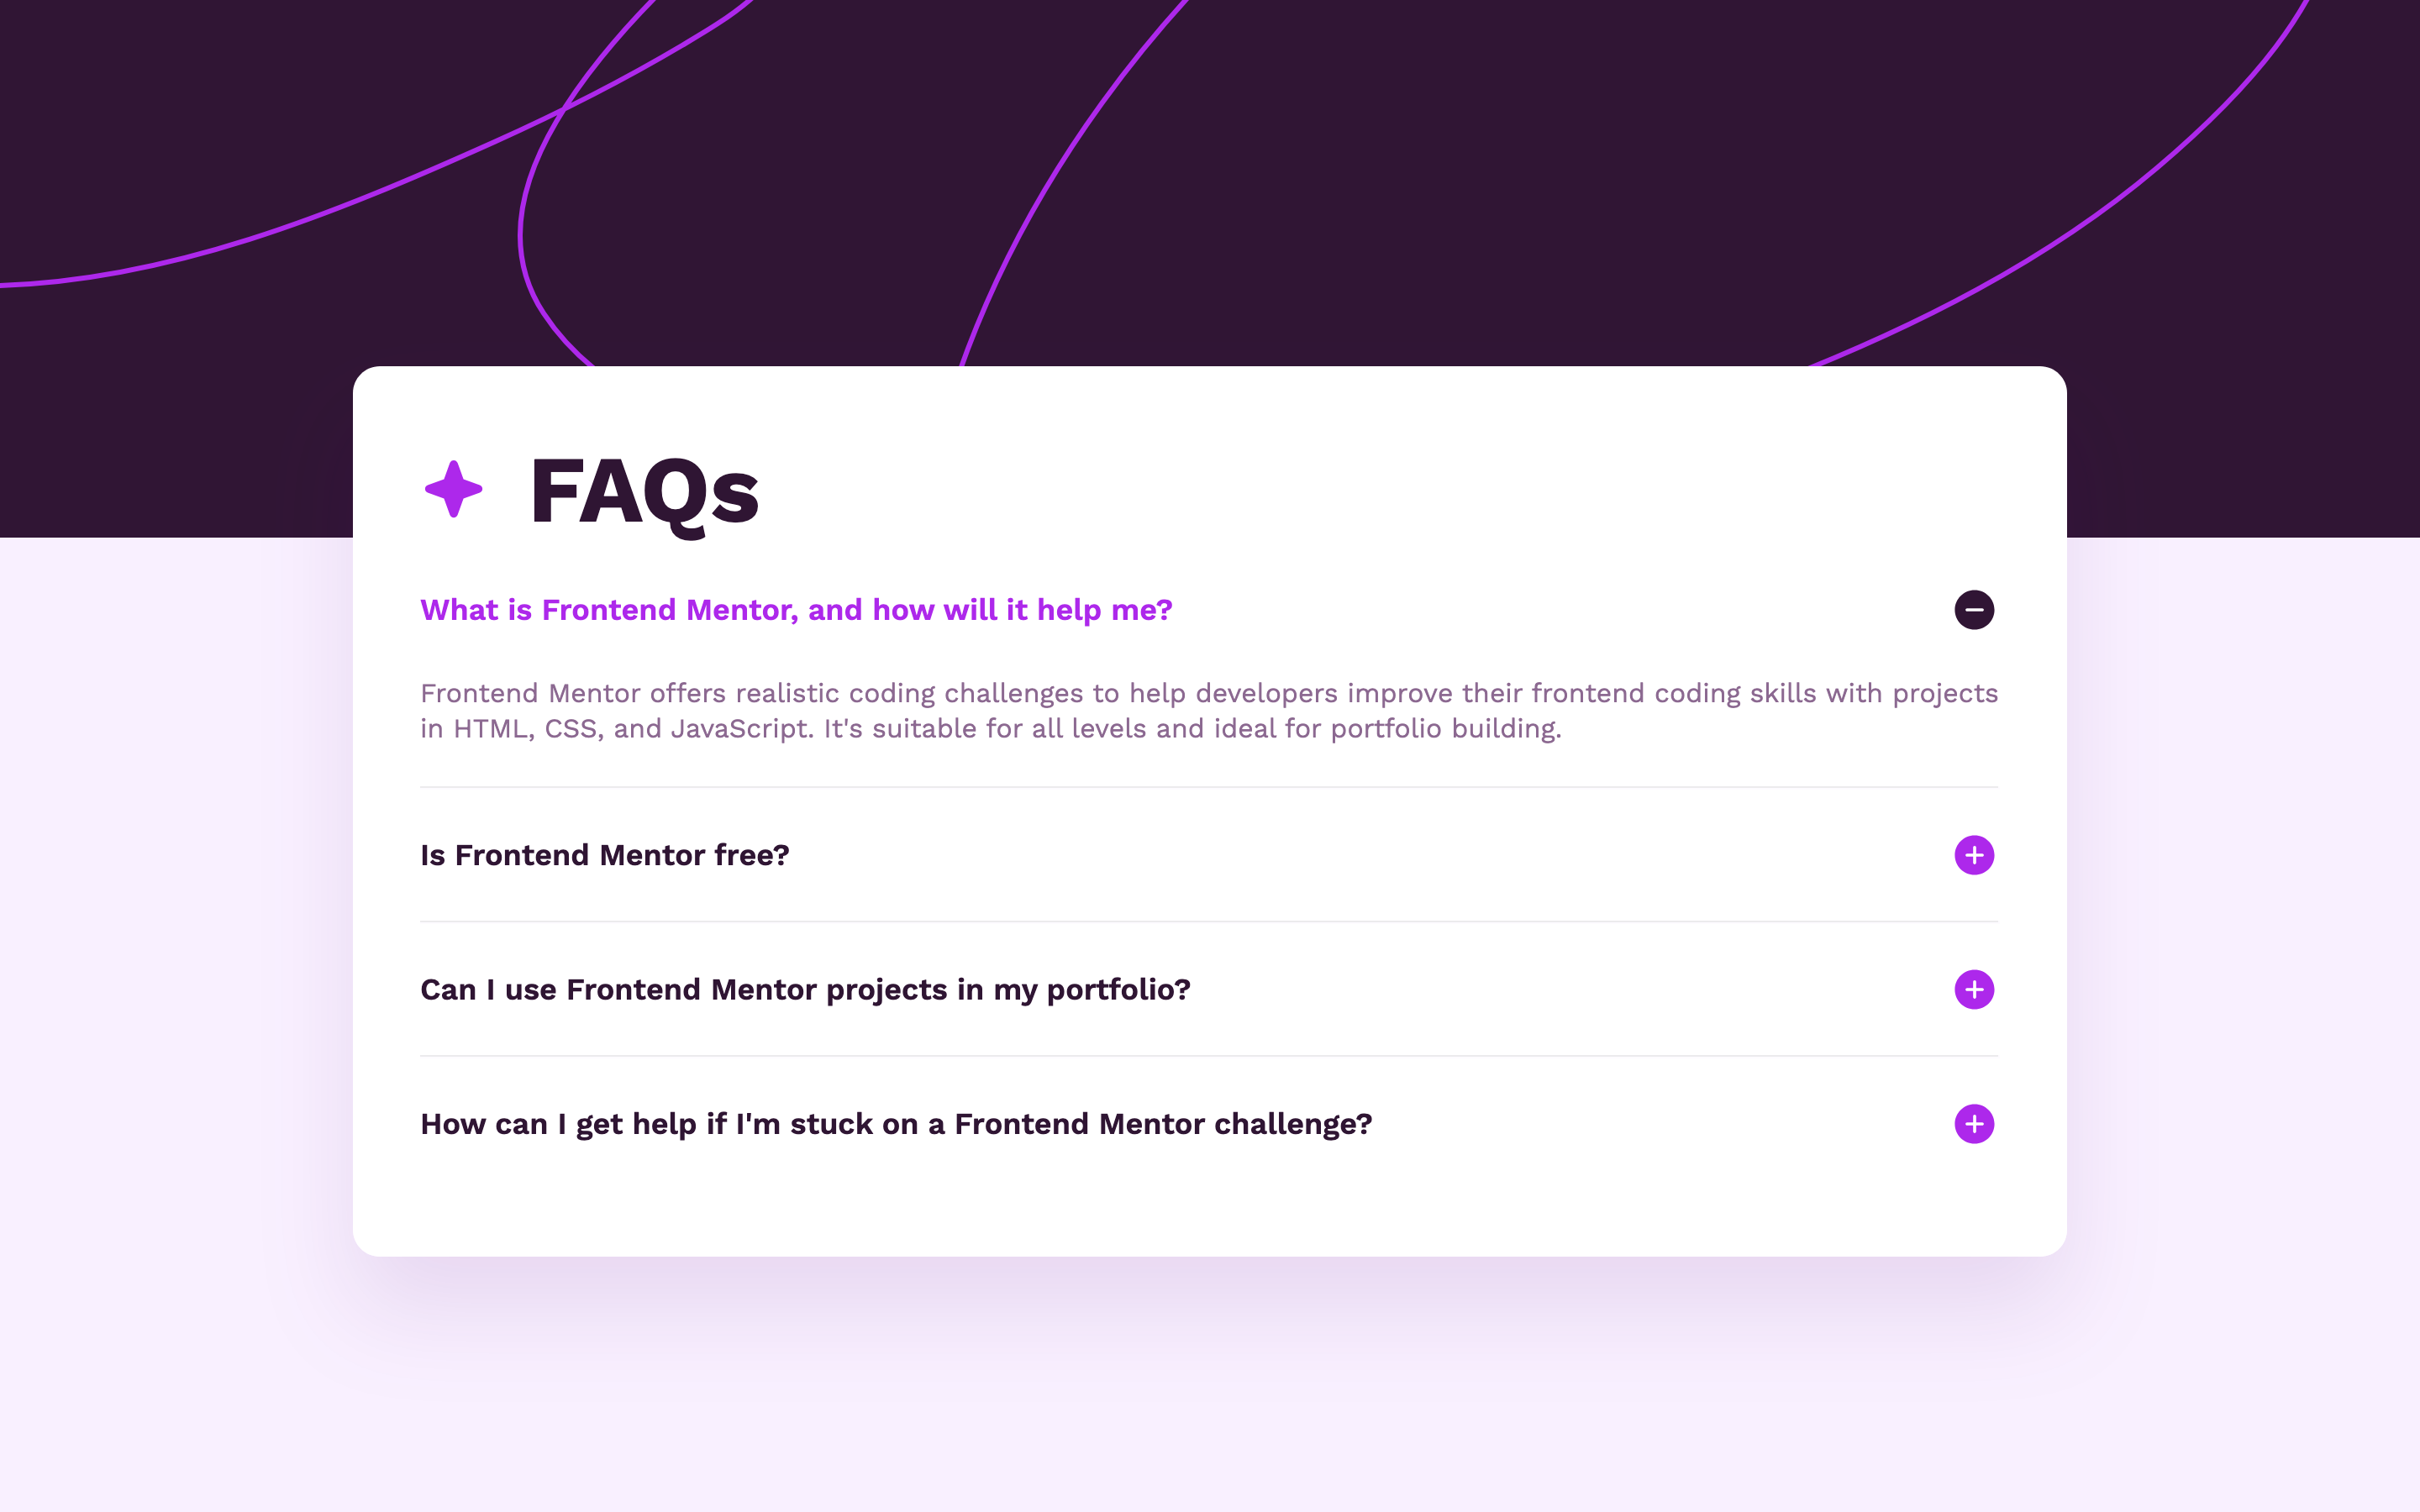 FAQs
What is Frontend Mentor, and how will it help me?
Frontend Mentor offers realistic coding challenges to help developers improve their frontend coding skills with projects
in HTML, CSS, and JavaScript. It's suitable for all levels and ideal for portfolio building.
Is Frontend Mentor free?
Can I use Frontend Mentor projects in my portfolio?
How can I get help if I'm stuck on a Frontend Mentor challenge?